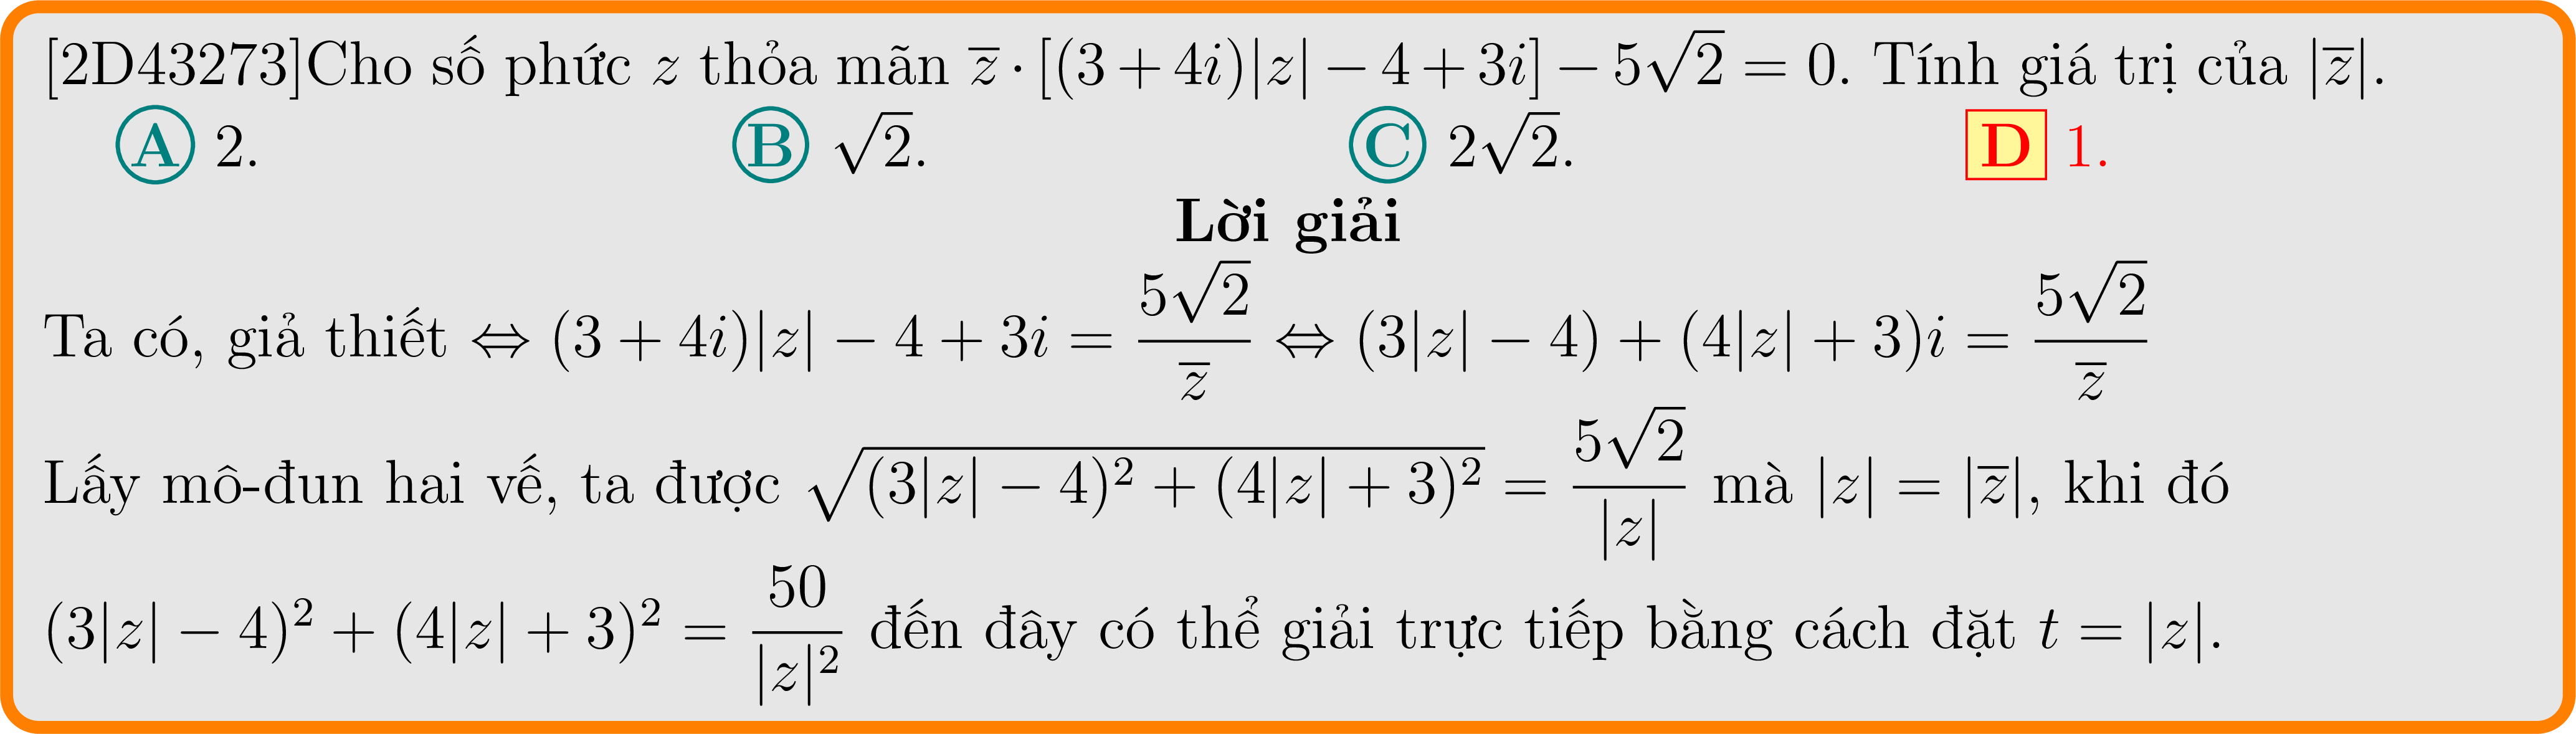 [2D43273]Cho số phức z thỏa mãn $\overline{z} \cdot [(3 + 4i)|z| - 4 + 3i] - 5\sqrt{2} = 0$. Tính giá trị của $|\overline{z}|$.
A 2. B $\sqrt{2}$. C $2\sqrt{2}$. D 1.
Lời giải
Ta có, giả thiết $\Leftrightarrow (3 + 4i)|z| - 4 + 3i = \dfrac{5\sqrt{2}}{\overline{z}} \Leftrightarrow (3|z| - 4) + (4|z| + 3)i = \dfrac{5\sqrt{2}}{\overline{z}}$
Lấy mô-đun hai vế, ta được $\sqrt{(3|z| - 4)^2 + (4|z| + 3)^2} = \dfrac{5\sqrt{2}}{|z|}$ mà $|z| = |\overline{z}|$, khi đó
$(3|z| - 4)^2 + (4|z| + 3)^2 = \dfrac{50}{|z|^2}$ đến đây có thể giải trực tiếp bằng cách đặt $t = |z|$.